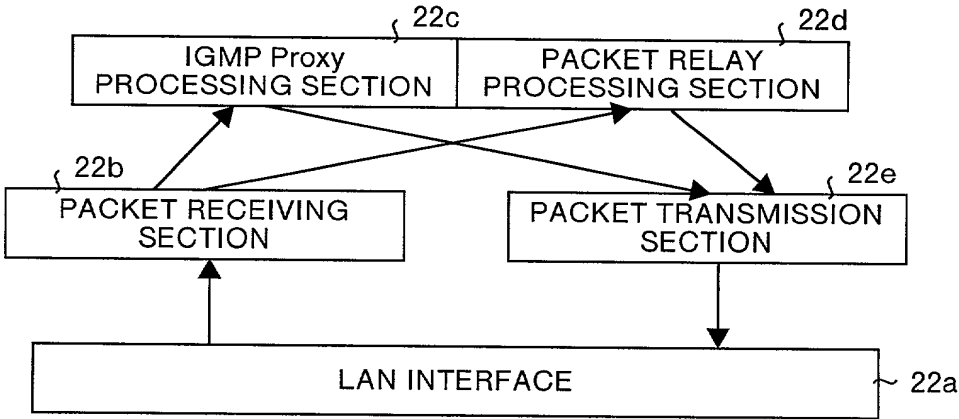 22c
22d
IGMP Proxy
PROCESSING SECTION
PACKET RELAY
PROCESSING SECTION
22b
22e
PACKET RECEIVING
SECTION
PACKET TRANSMISSION
SECTION
LAN INTERFACE
22a